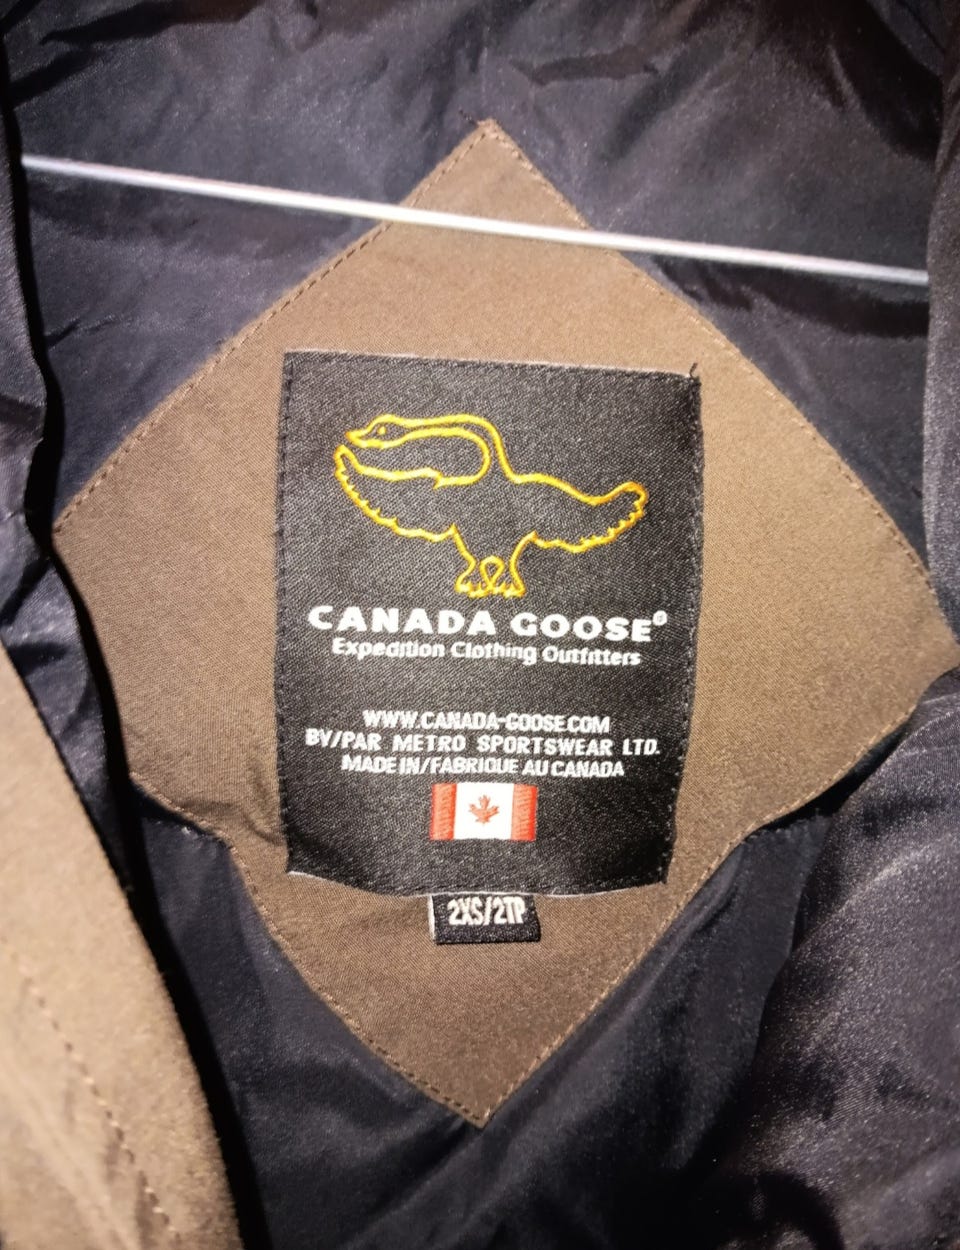 CANADA GOOSE®
Expedition Clothing Outfitters
WWW.CANADA-GOOSE.COM
BY/PAR METRO SPORTSWEAR LTD.
MADE IN/FABRIQUE AU CANADA
2XS/2TP